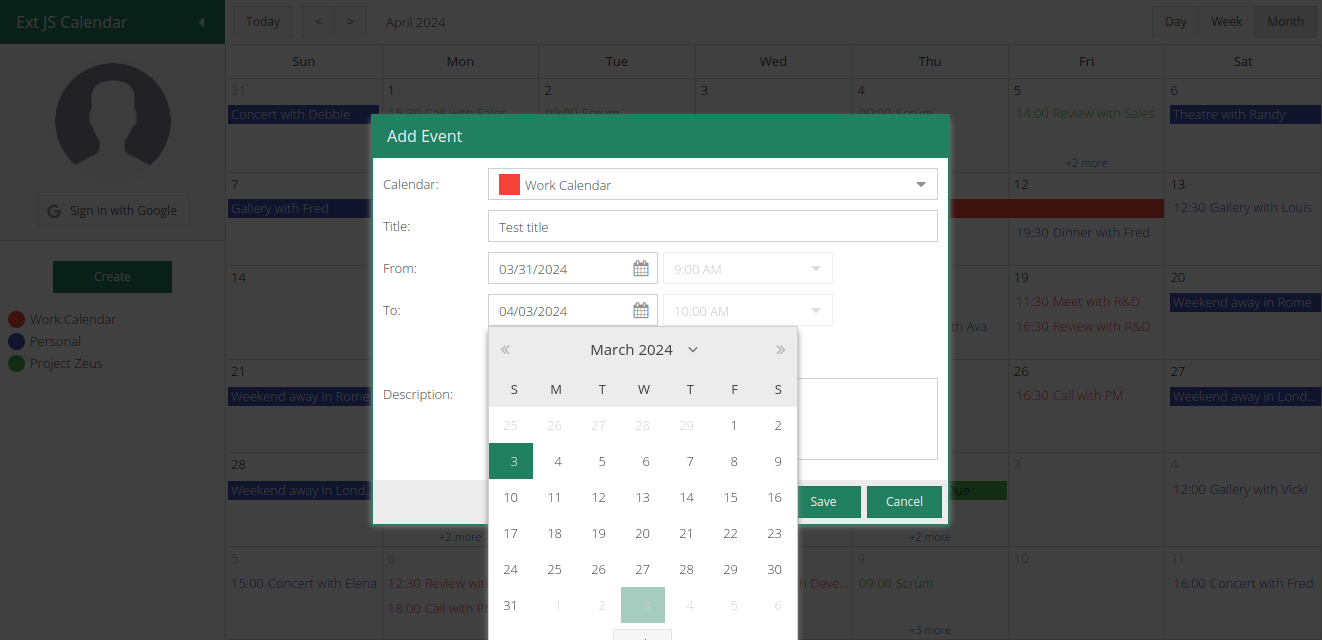 Ext JS Calendar
Today < > April 2024 Day Week Month
Sun Mon Tue Wed Thu Fri Sat
31 1 2 3 4 5 6
Concert with Debbie 15:30 Call with Sales 09:00 Scrum 09:00 Scrum 14:00 Review with Sales Theatre with Randy
+2 more
Add Event
Calendar: Work Calendar
Title: Test title
From: 03/31/2024 9:00 AM
To: 04/03/2024 10:00 AM
Description:
Save Cancel
« March 2024 »
S M T W T F S
25 26 27 28 29 1 2
3 4 5 6 7 8 9
10 11 12 13 14 15 16
17 18 19 20 21 22 23
24 25 26 27 28 29 30
31 1 2 3 4 5 6
Sign in with Google
Create
Work Calendar
Personal
Project Zeus
7 12 13
Gallery with Fred 12:30 Gallery with Louis
19:30 Dinner with Fred
14 19 20
11:30 Meet with R&D Weekend away in Rome
th Ava 16:30 Review with R&D
21 26 27
Weekend away in Rome 16:30 Call with PM Weekend away in Lond...
28 3 4
Weekend away in Lond... ue 12:00 Gallery with Vicki
+2 more +2 more
5 6 9 10 11
15:00 Concert with Elena 12:30 Review wit h Deve... 09:00 Scrum 16:00 Concert with Fred
18:00 Call with P
+3 more